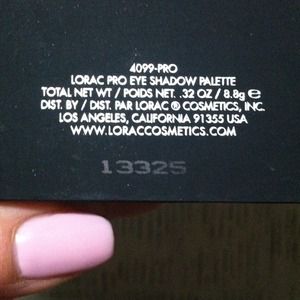 4099-PRO
LORAC PRO EYE SHADOW PALETTE
TOTAL NET WT / POIDS NET WT. .32 OZ / 8.8g ℮
DIST. BY / DIST. PAR LORAC ® COSMETICS, INC.
LOS ANGELES, CALIFORNIA 91355 USA
WWW.LORACCOSMETICS.COM
13325